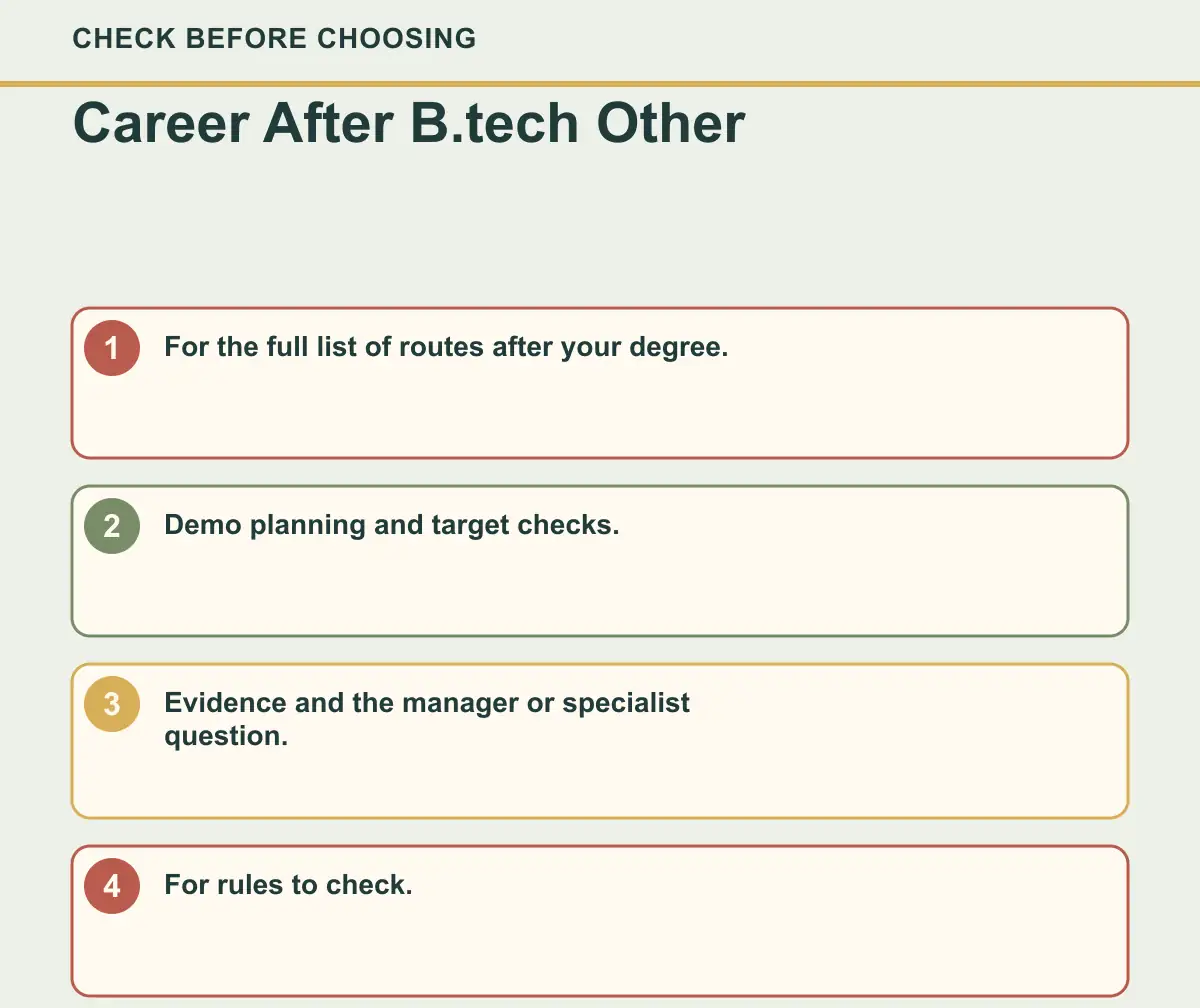 CHECK BEFORE CHOOSING
Career After B.tech Other
1 For the full list of routes after your degree.
2 Demo planning and target checks.
3 Evidence and the manager or specialist
question.
4 For rules to check.